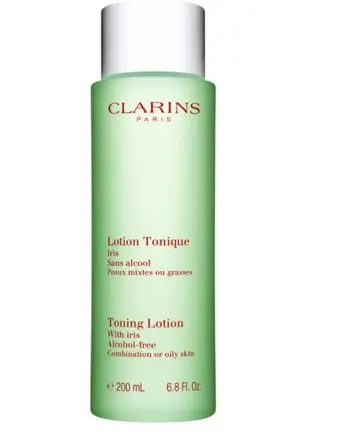 CLARINS
PARIS
Lotion Tonique
Iris
Sans alcool
Peaux mixtes ou grasses
Toning Lotion
With iris
Alcohol-free
Combination or oily skin
℮ 200 mL 6.8 Fl. Oz.